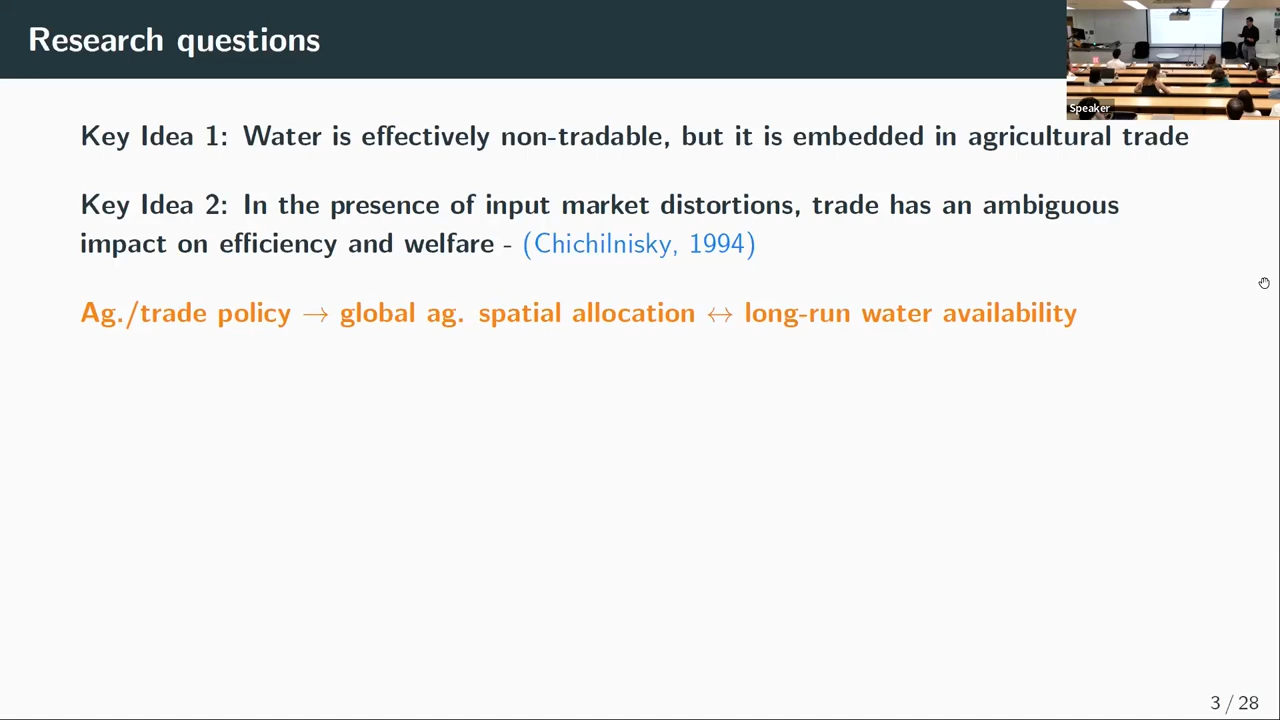 Research questions
Speaker
Key Idea 1: Water is effectively non-tradable, but it is embedded in agricultural trade
Key Idea 2: In the presence of input market distortions, trade has an ambiguous
impact on efficiency and welfare - (Chichilnisky, 1994)
Ag./trade policy → global ag. spatial allocation ↔ long-run water availability
3 / 28